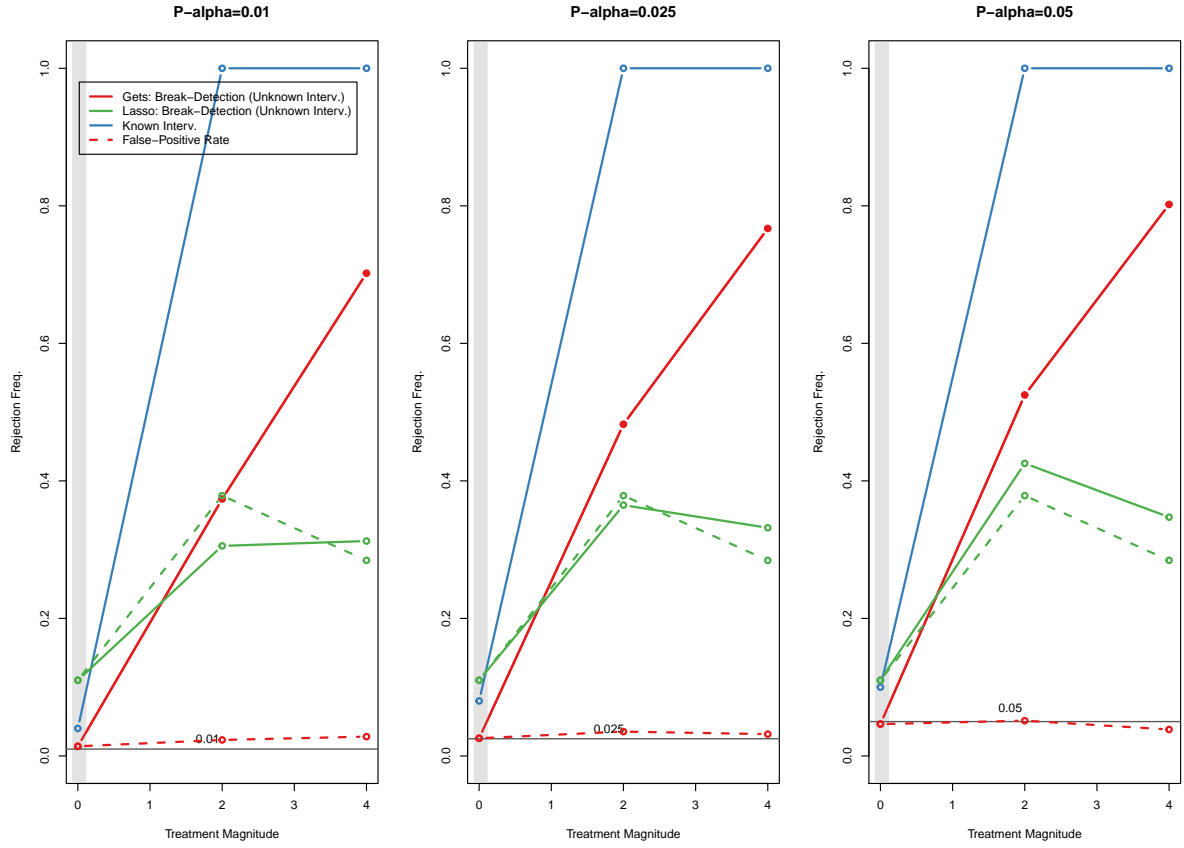 P-alpha=0.01
Rejection Freq.
0.0
0.2
0.4
0.6
0.8
1.0
Gets: Break-Detection (Unknown Interv.)
Lasso: Break-Detection (Unknown Interv.)
Known Interv.
False-Positive Rate
0.01
0 1 2 3 4
Treatment Magnitude
P-alpha=0.025
Rejection Freq.
0.0
0.2
0.4
0.6
0.8
1.0
0.025
0 1 2 3 4
Treatment Magnitude
P-alpha=0.05
Rejection Freq.
0.0
0.2
0.4
0.6
0.8
1.0
0.05
0 1 2 3 4
Treatment Magnitude